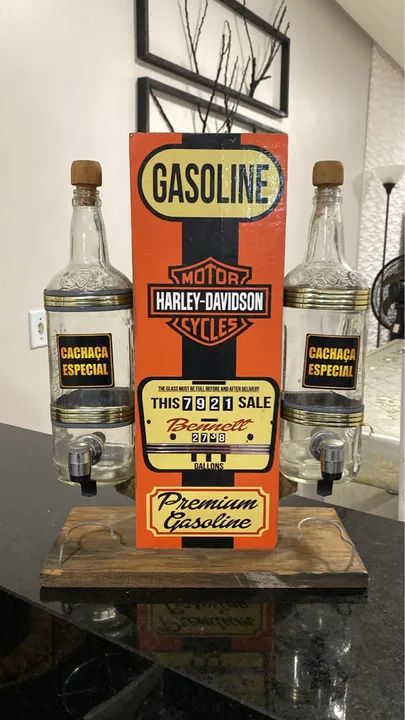 GASOLINE
MOTOR
HARLEY-DAVIDSON
CYCLES
CACHAÇA
ESPECIAL
CACHAÇA
ESPECIAL
THE GLASS MUST BE FULL BEFORE AND AFTER DELIVERY
THIS 7921 SALE
Bennett
GALLONS
Premium
Gasoline